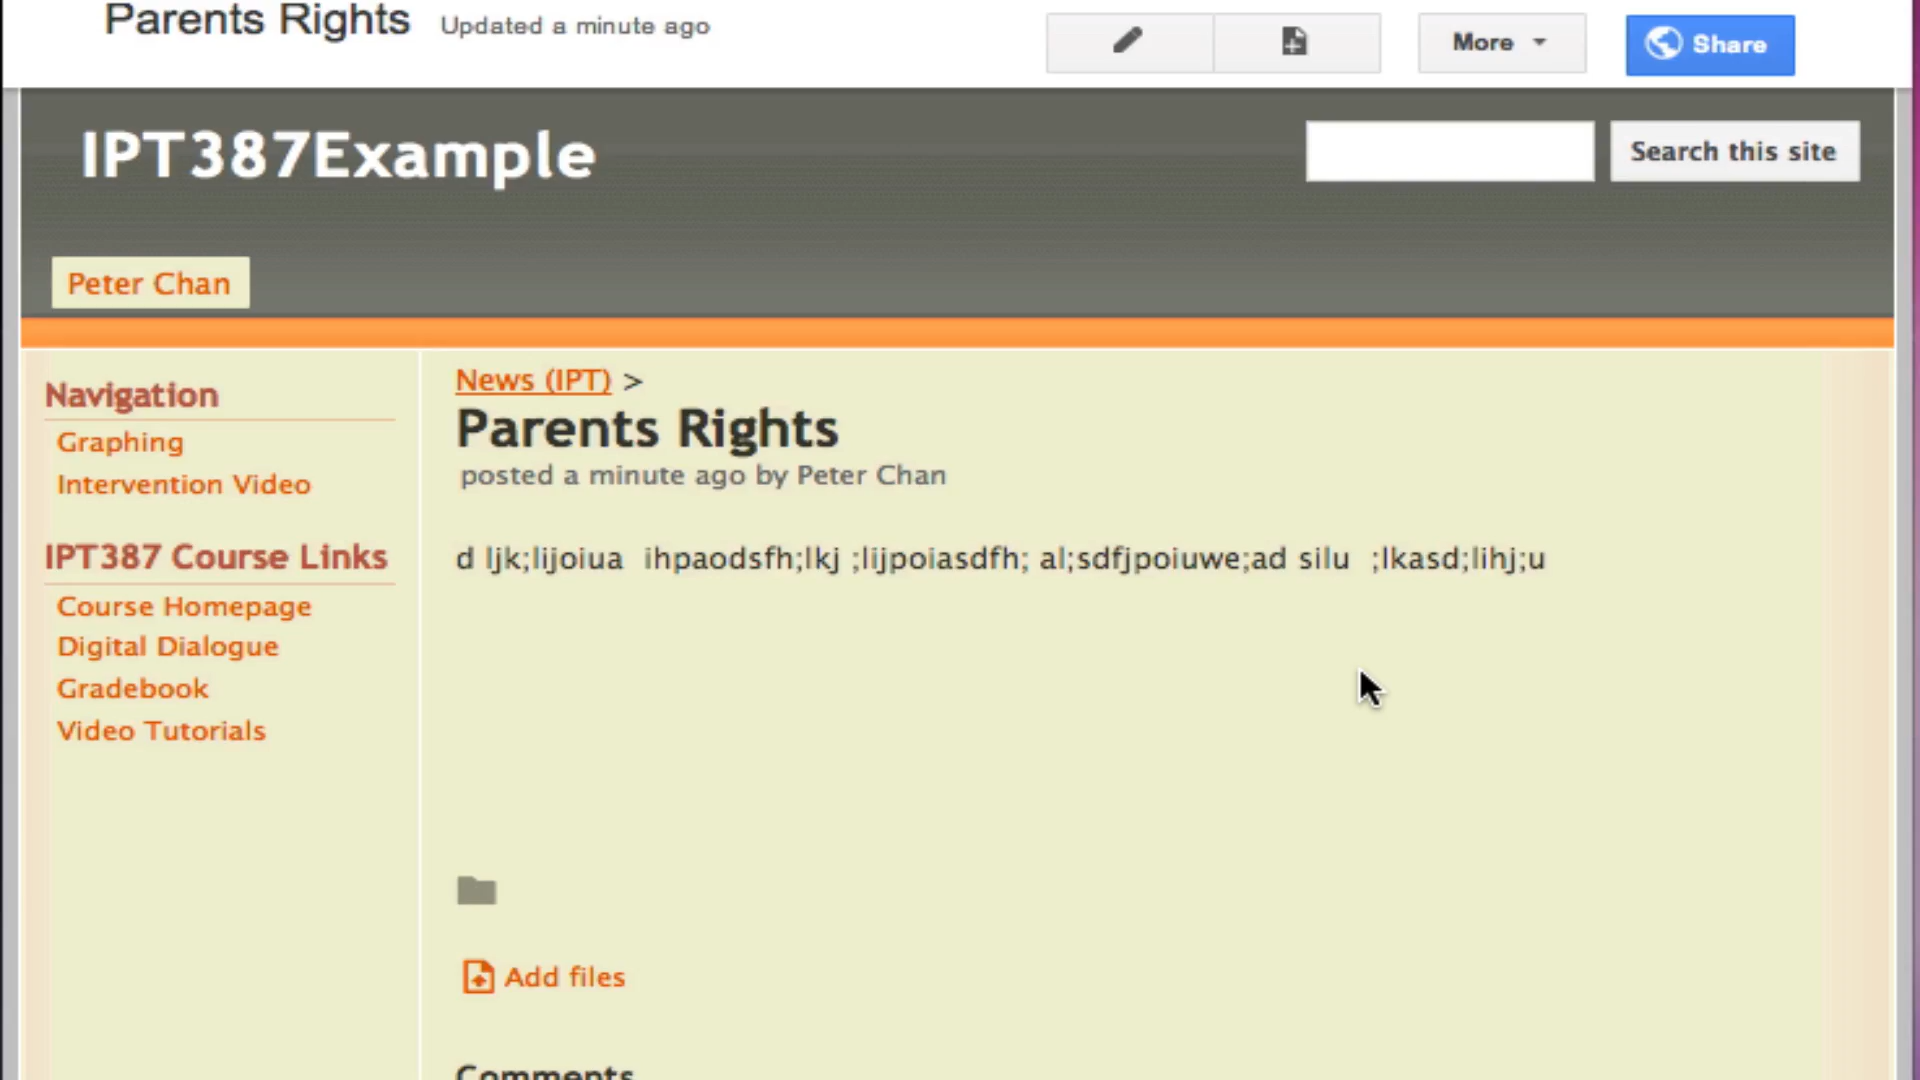 Parents Rights Updated a minute ago
More Share
IPT387Example
Search this site
Peter Chan
Navigation
Graphing
Intervention Video
IPT387 Course Links
Course Homepage
Digital Dialogue
Gradebook
Video Tutorials
News (IPT) >
Parents Rights
posted a minute ago by Peter Chan
d ljk;lijoiua ihpaodsfh;lkj ;lijpoiasdfh; al;sdfjpoiuwe;ad silu ;lkasd;lihj;u
Add files
Comments